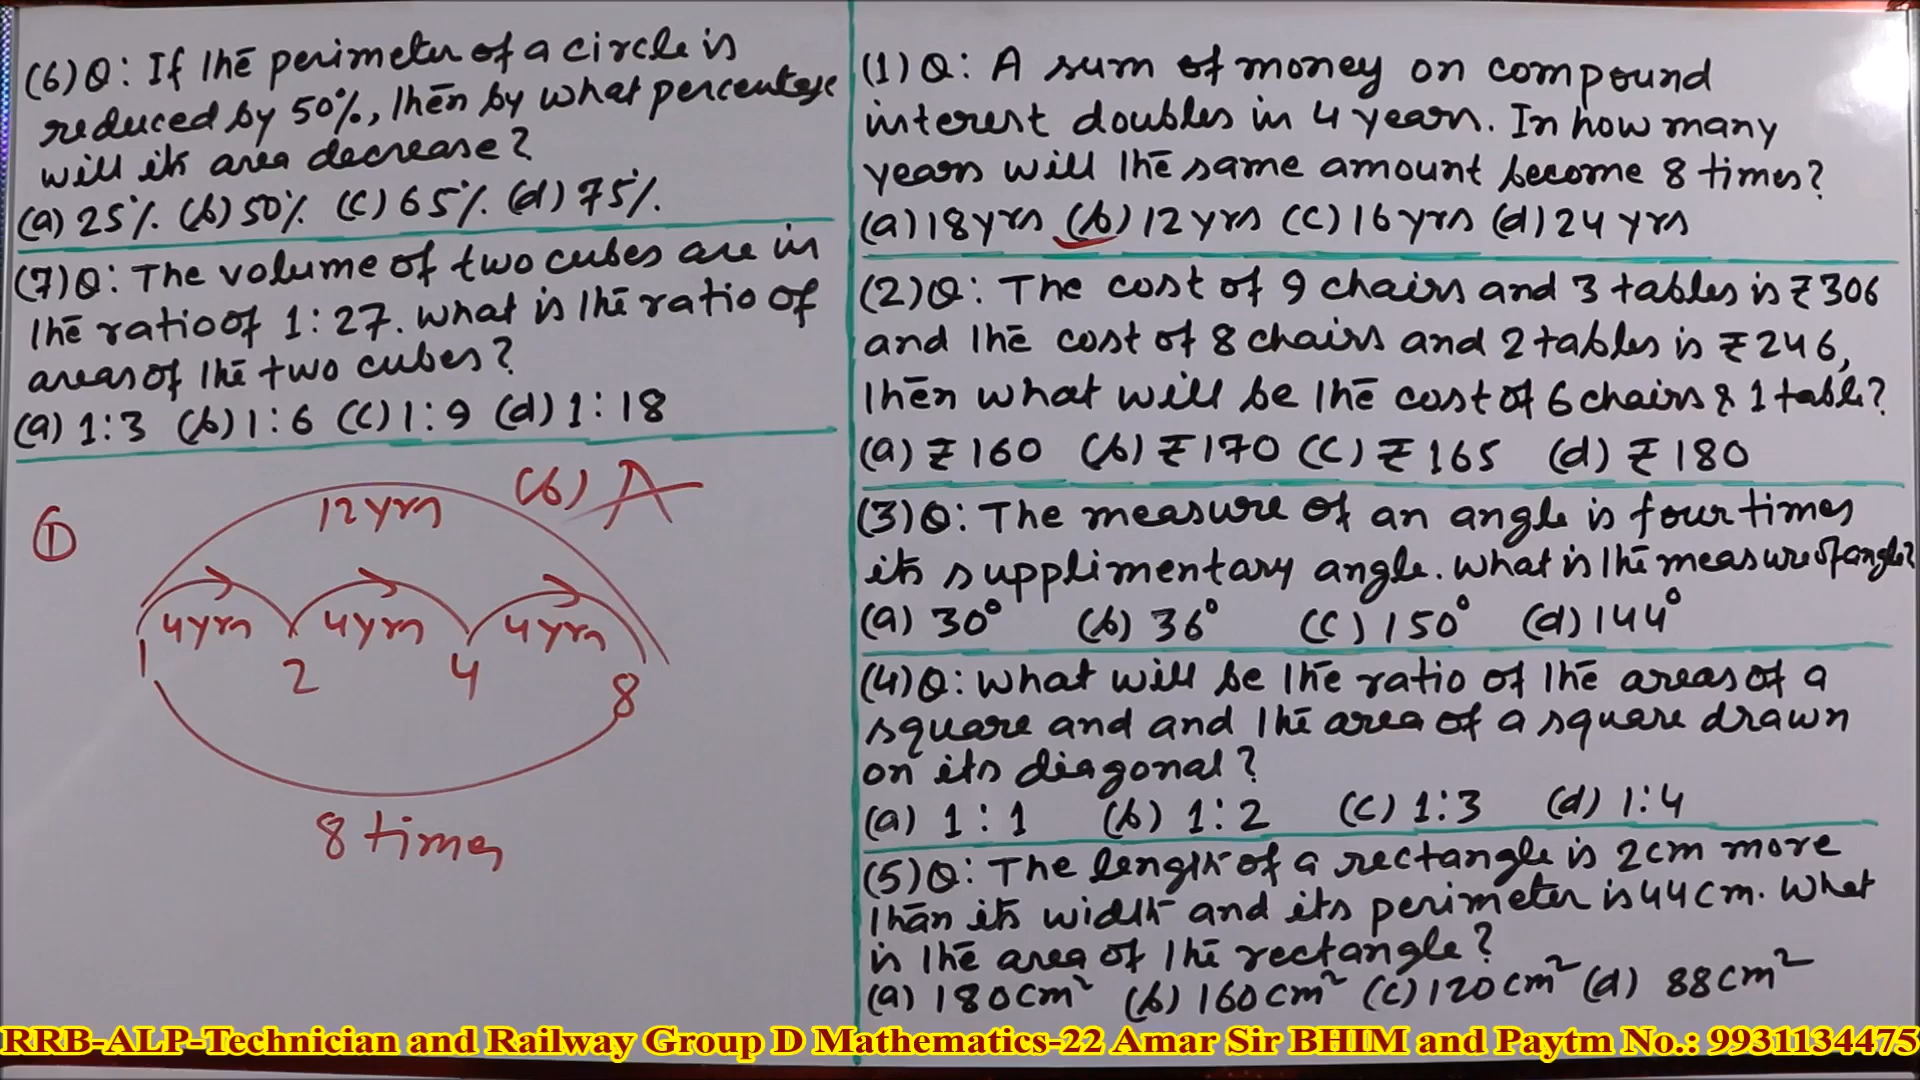 (6)Q: If the perimeter of a circle is
reduced by 50%, then by what percentage
will its area decrease?
(a) 25% (b) 50% (c) 65% (d) 75%.
(7)Q: The volume of two cubes are in
the ratio of 1:27. What is the ratio of
areas of the two cubes?
(a) 1:3 (b) 1:6 (c) 1:9 (d) 1:18
(1) Q: A sum of money on compound
interest doubles in 4 years. In how many
years will the same amount become 8 times?
(a) 18 yrs (b) 12 yrs (c) 16 yrs (d) 24 yrs
(2)Q: The cost of 9 chairs and 3 tables is ₹306
and the cost of 8 chairs and 2 tables is ₹246,
then what will be the cost of 6 chairs & 1 table?
(a) ₹160 (b) ₹170 (c) ₹165 (d) ₹180
(3)Q: The measure of an angle is four times
its supplimentary angle. What is the measure of angle?
(a) 30° (b) 36° (c) 150° (d) 144°
(4)Q: What will be the ratio of the areas of a
square and and the area of a square drawn
on its diagonal?
(a) 1:1 (b) 1:2 (c) 1:3 (d) 1:4
(5)Q: The length of a rectangle is 2cm more
than its width and its perimeter is 44cm. What
is the area of the rectangle?
(a) 180cm² (b) 160cm² (c) 120cm² (d) 88cm²
(b) A
12 yrs
①
4 yrs 4 yrs 4 yrs
1 2 4 8
8 times
RRB-ALP-Technician and Railway Group D Mathematics-22 Amar Sir BHIM and Paytm No.: 9931134475